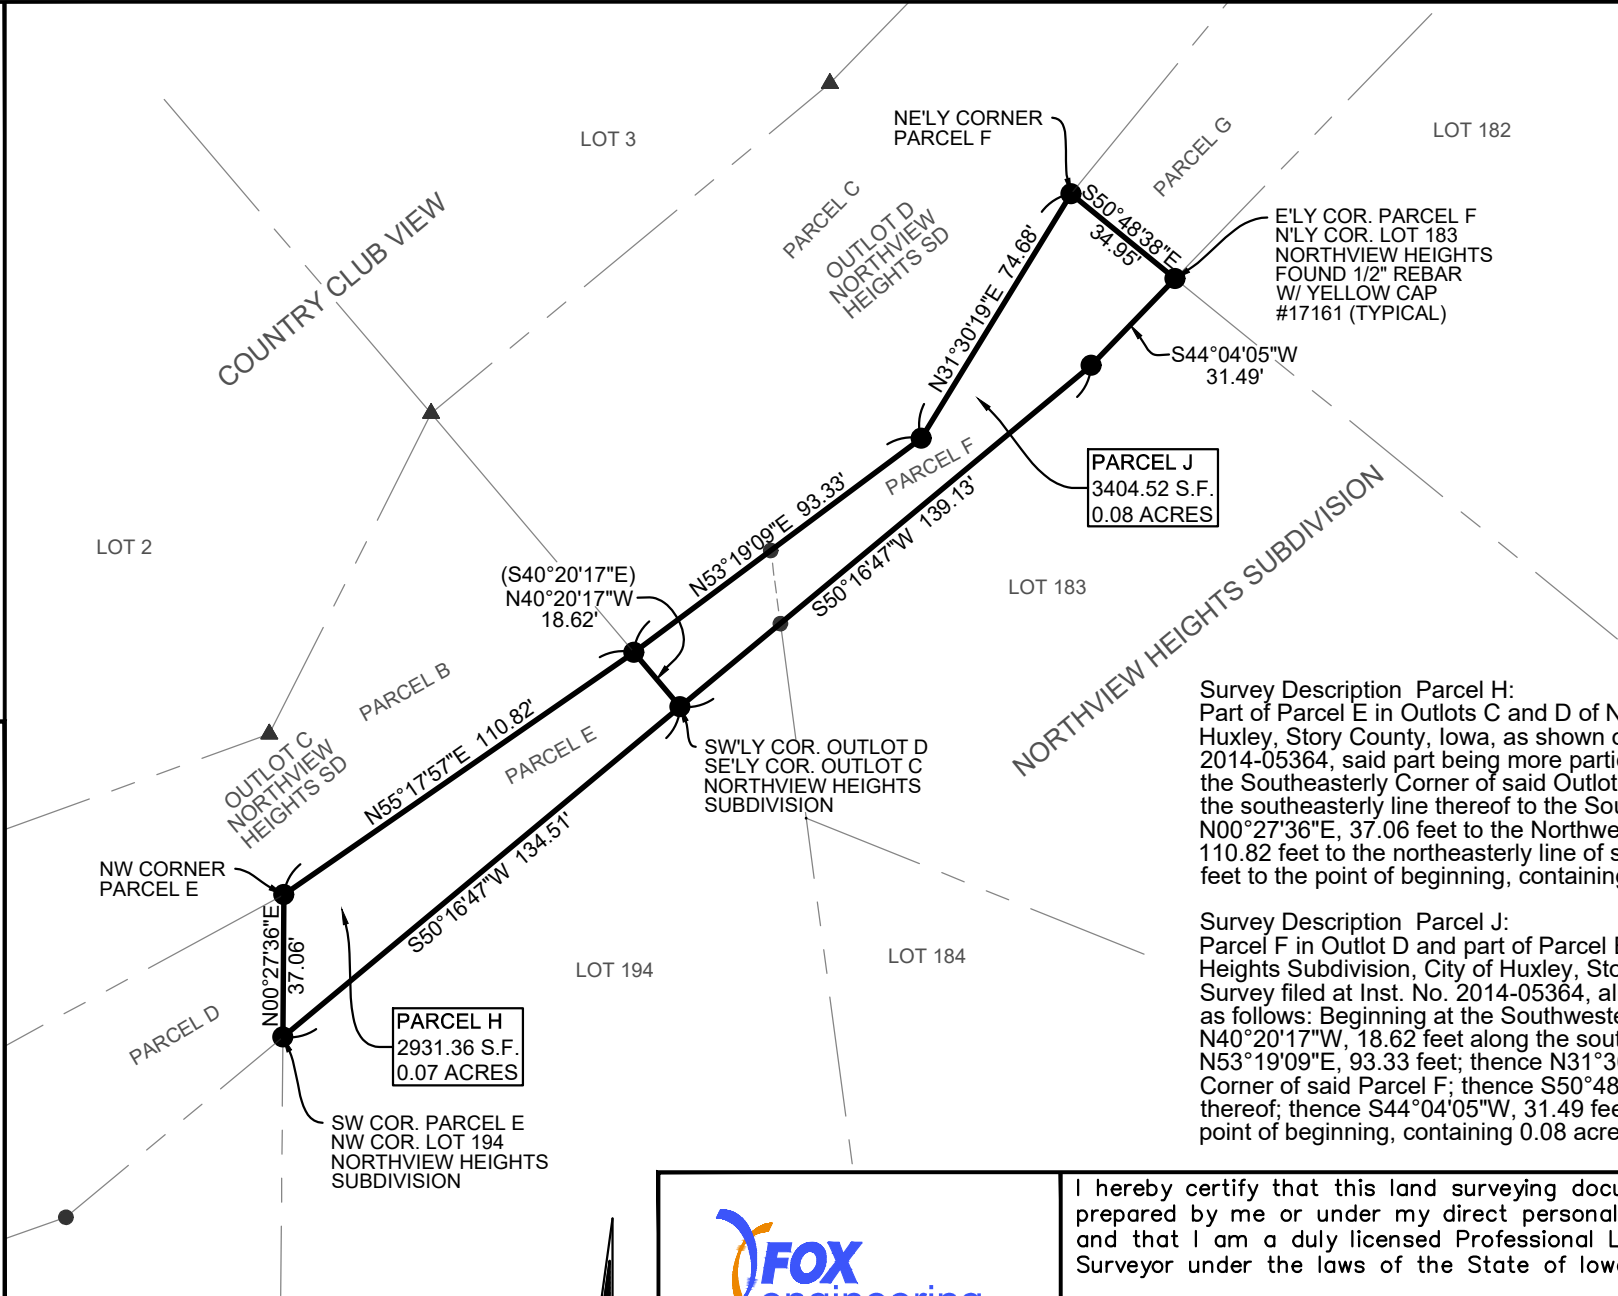 LOT 3
NE'LY CORNER
PARCEL F
PARCEL G
LOT 182
PARCEL C
OUTLOT D
NORTHVIEW
HEIGHTS SD
COUNTRY CLUB VIEW
S50°48'38"E
34.95'
E'LY COR. PARCEL F
N'LY COR. LOT 183
NORTHVIEW HEIGHTS
FOUND 1/2" REBAR
W/ YELLOW CAP
#17161 (TYPICAL)
N31°30'19"E 74.68'
S44°04'05"W
31.49'
PARCEL F
PARCEL J
3404.52 S.F.
0.08 ACRES
LOT 2
N53°19'09"E 93.33'
S50°16'47"W 139.13'
(S40°20'17"E)
N40°20'17"W
18.62'
LOT 183
NORTHVIEW HEIGHTS SUBDIVISION
PARCEL B
OUTLOT C
NORTHVIEW
HEIGHTS SD
N55°17'57"E 110.82'
PARCEL E
SW'LY COR. OUTLOT D
SE'LY COR. OUTLOT C
NORTHVIEW HEIGHTS
SUBDIVISION
S50°16'47"W 134.51'
NW CORNER
PARCEL E
N00°27'36"E
37.06'
PARCEL D
LOT 194
LOT 184
PARCEL H
2931.36 S.F.
0.07 ACRES
SW COR. PARCEL E
NW COR. LOT 194
NORTHVIEW HEIGHTS
SUBDIVISION
Survey Description Parcel H:
Part of Parcel E in Outlots C and D of N
Huxley, Story County, Iowa, as shown
2014-05364, said part being more parti
the Southeasterly Corner of said Outlot
the southeasterly line thereof to the Sou
N00°27'36"E, 37.06 feet to the Northwe
110.82 feet to the northeasterly line of s
feet to the point of beginning, containing
Survey Description Parcel J:
Parcel F in Outlot D and part of Parcel
Heights Subdivision, City of Huxley, Sto
Survey filed at Inst. No. 2014-05364, al
as follows: Beginning at the Southweste
N40°20'17"W, 18.62 feet along the sout
N53°19'09"E, 93.33 feet; thence N31°3
Corner of said Parcel F; thence S50°48
thereof; thence S44°04'05"W, 31.49 fee
point of beginning, containing 0.08 acre
FOX
engineering
I hereby certify that this land surveying docu
prepared by me or under my direct personal
and that I am a duly licensed Professional L
Surveyor under the laws of the State of Iowa